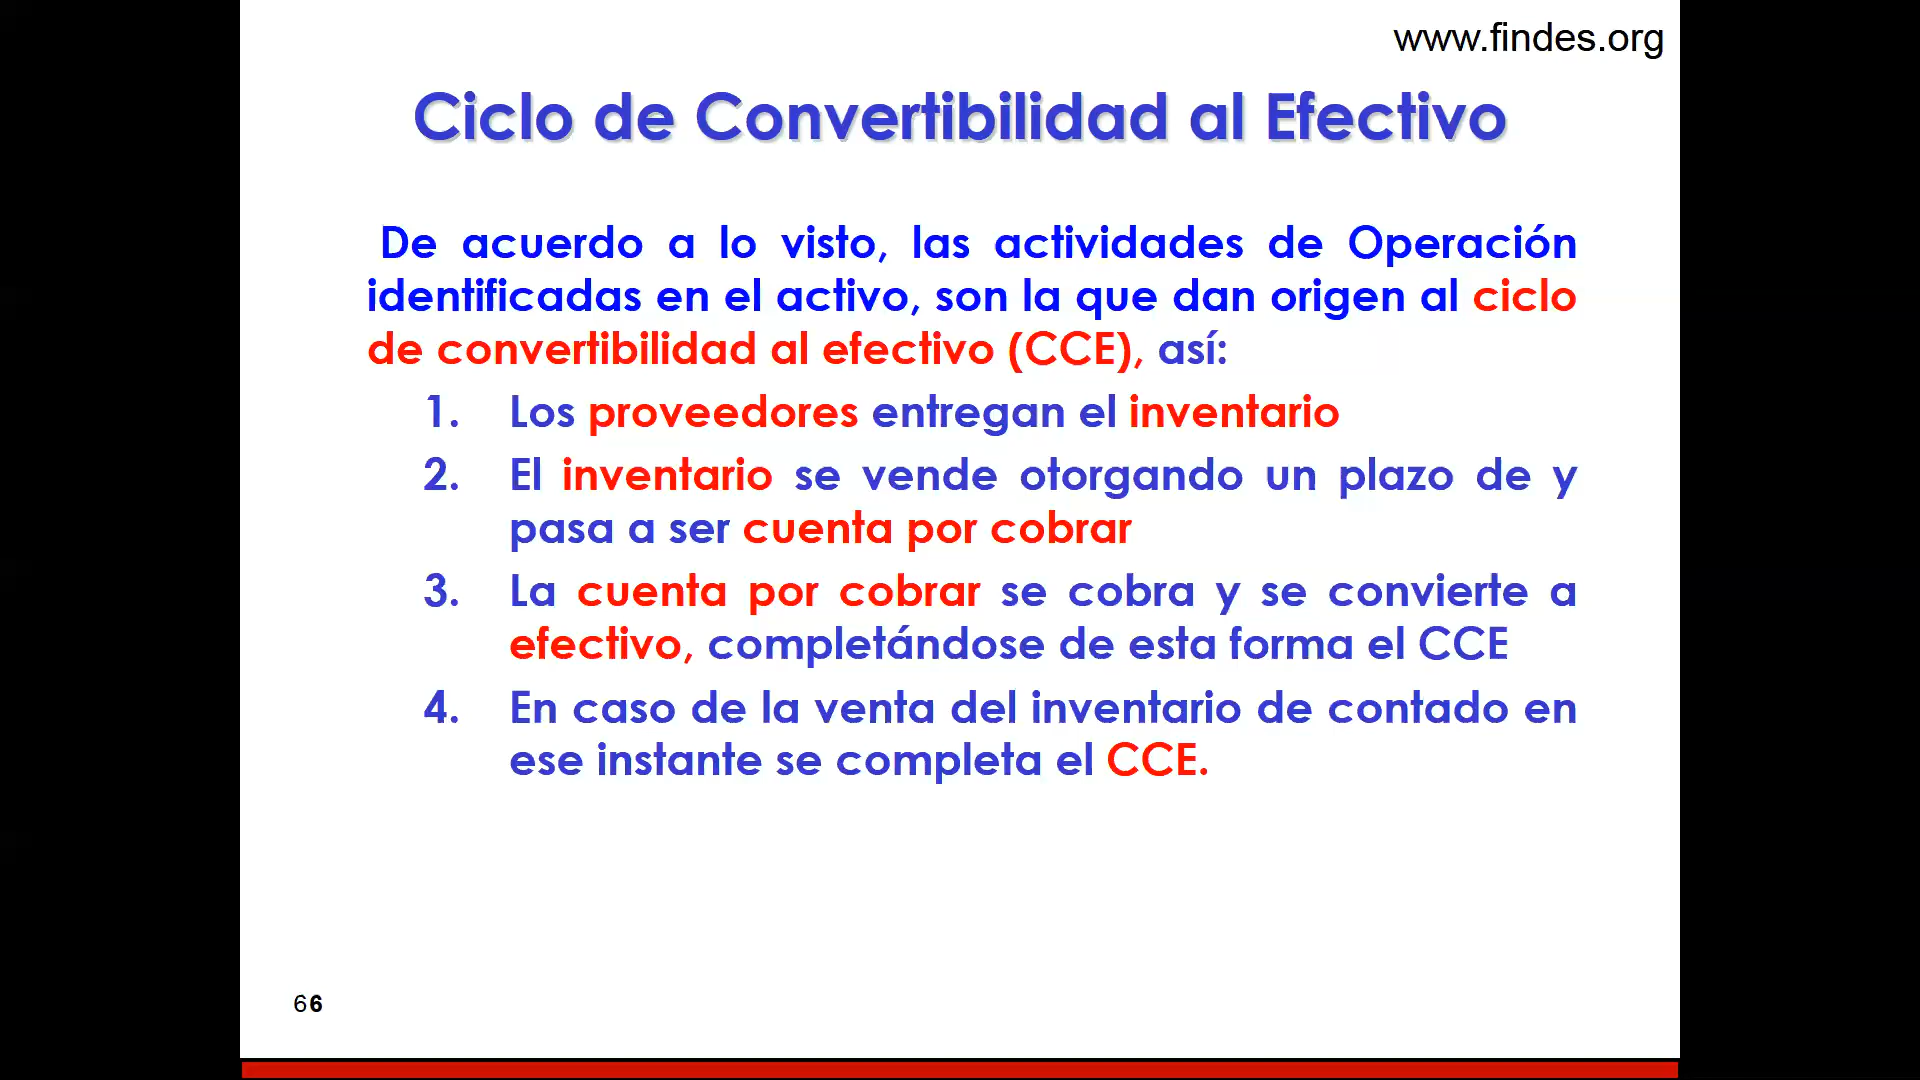 www.findes.org
Ciclo de Convertibilidad al Efectivo
De acuerdo a lo visto, las actividades de Operación
identificadas en el activo, son la que dan origen al ciclo
de convertibilidad al efectivo (CCE), así:
1. Los proveedores entregan el inventario
2. El inventario se vende otorgando un plazo de y
pasa a ser cuenta por cobrar
3. La cuenta por cobrar se cobra y se convierte a
efectivo, completándose de esta forma el CCE
4. En caso de la venta del inventario de contado en
ese instante se completa el CCE.
66